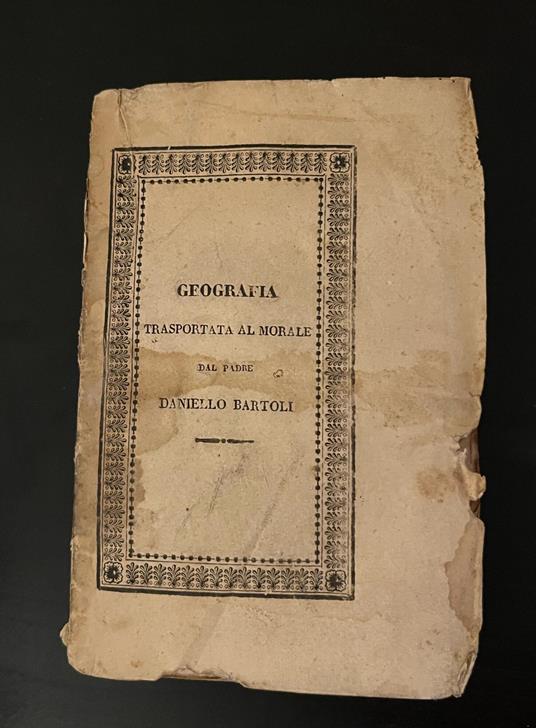 GEOGRAFIA
TRASPORTATA AL MORALE
DAL PADRE
DANIELLO BARTOLI